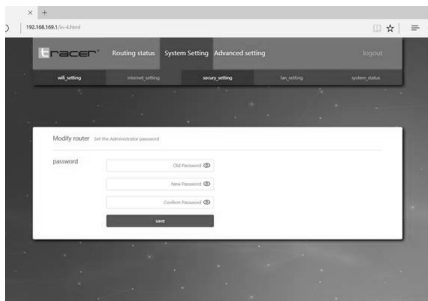 × +
192.168.169.1/
tracer Routing status System Setting Advanced setting logout
wifi_setting internet_setting secury_setting lan_setting system_status
Modify router Set the Administrator password
password
Old Password
New Password
Confirm Password
save